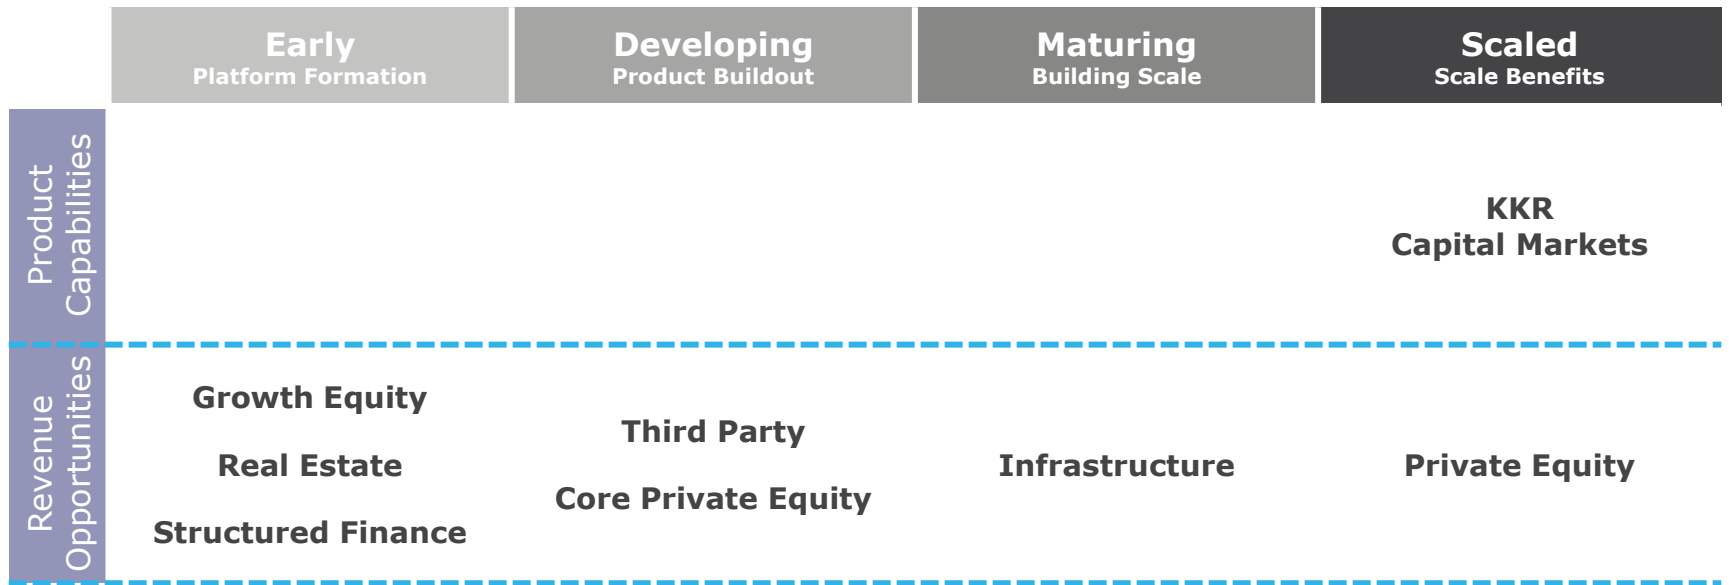 Early
Platform Formation
Developing
Product Buildout
Maturing
Building Scale
Scaled
Scale Benefits
Product
Capabilities
KKR
Capital Markets
Revenue
Opportunities
Growth Equity
Real Estate
Structured Finance
Third Party
Core Private Equity
Infrastructure
Private Equity